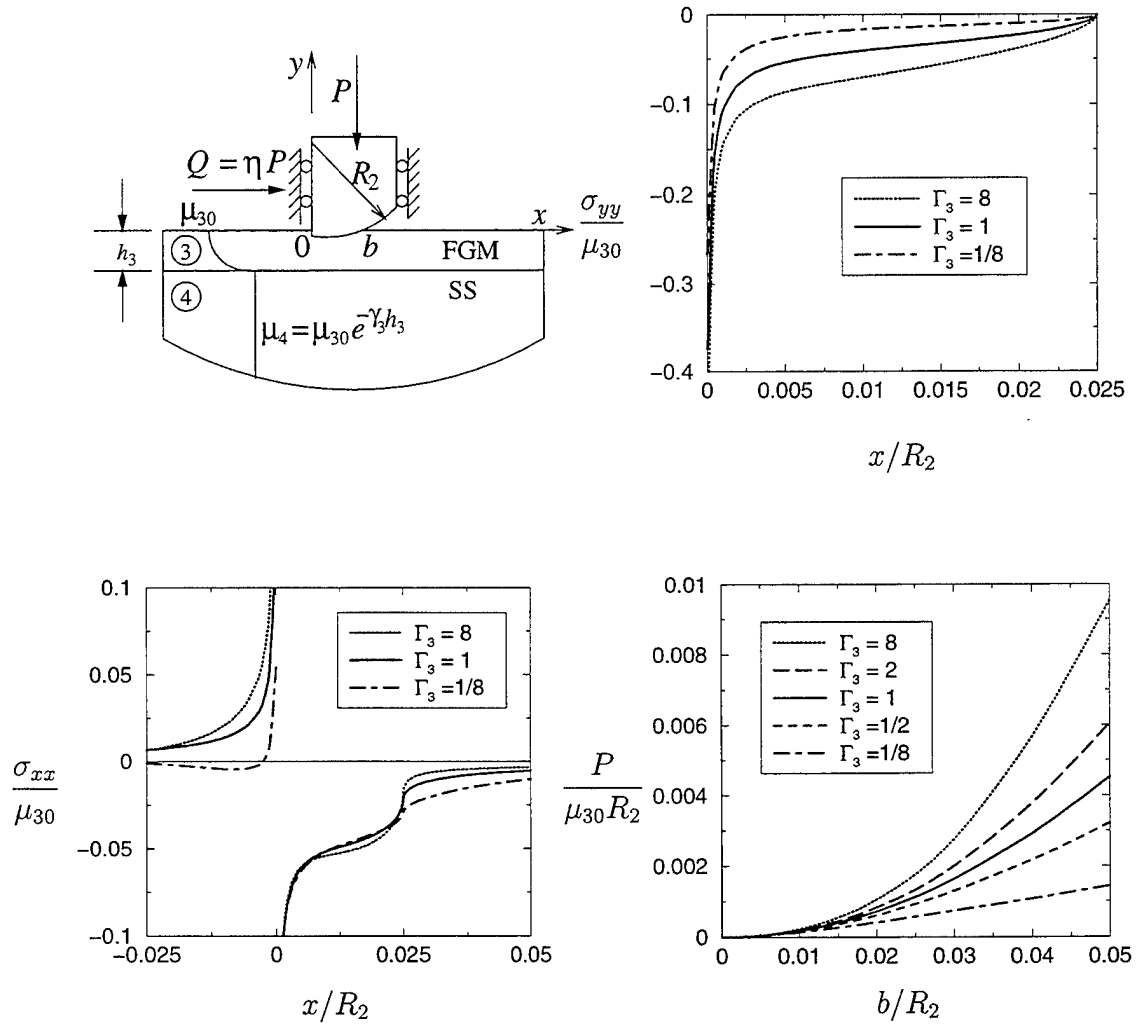 y
P
Q = ηP
R₂
μ₃₀
x
0
b
h₃
③
FGM
④
SS
μ₄ = μ₃₀e^{-γ₃h₃}
σyy
μ₃₀
0
−0.1
−0.2
−0.3
−0.4
Γ₃ = 8
Γ₃ = 1
Γ₃ = 1/8
0 0.005 0.01 0.015 0.02 0.025
x/R₂
σxx
μ₃₀
0.1
0.05
0
−0.05
−0.1
Γ₃ = 8
Γ₃ = 1
Γ₃ = 1/8
−0.025 0 0.025 0.05
x/R₂
P
μ₃₀R₂
0.01
0.008
0.006
0.004
0.002
0
Γ₃ = 8
Γ₃ = 2
Γ₃ = 1
Γ₃ = 1/2
Γ₃ = 1/8
0 0.01 0.02 0.03 0.04 0.05
b/R₂